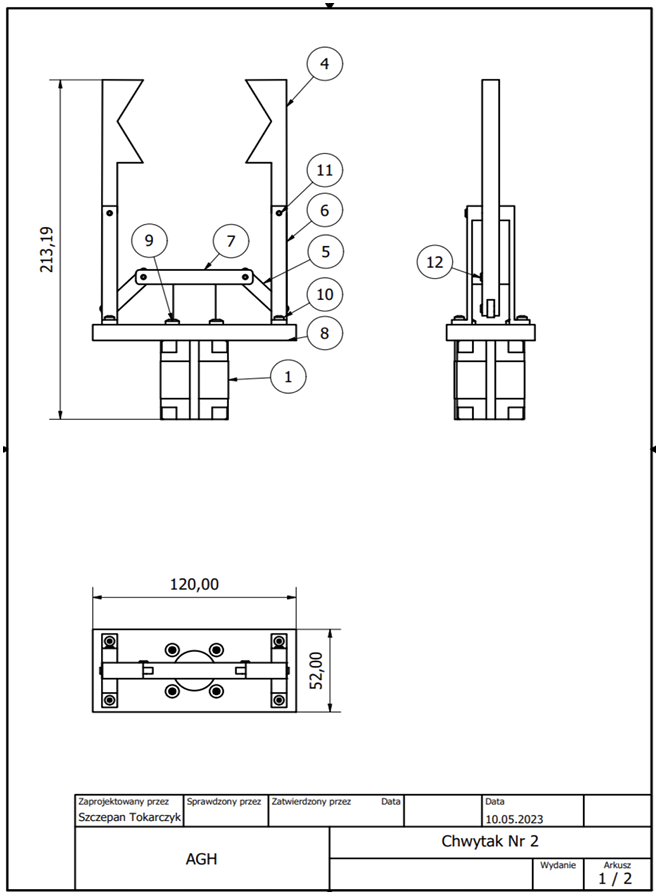 4
11
6
9
7
5
12
10
8
1
213,19
120,00
52,00
Zaprojektowany przez
Sprawdzony przez
Zatwierdzony przez
Data
Data
Szczepan Tokarczyk
10.05.2023
AGH
Chwytak Nr 2
Wydanie
Arkusz
1 / 2